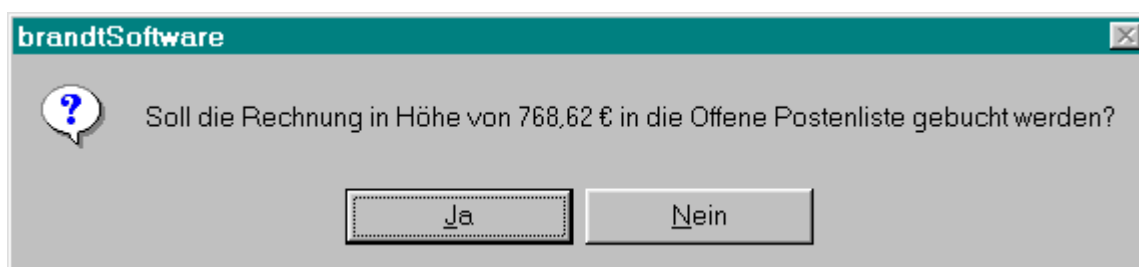 brandtSoftware
Soll die Rechnung in Höhe von 768,62 € in die Offene Postenliste gebucht werden?
Ja Nein